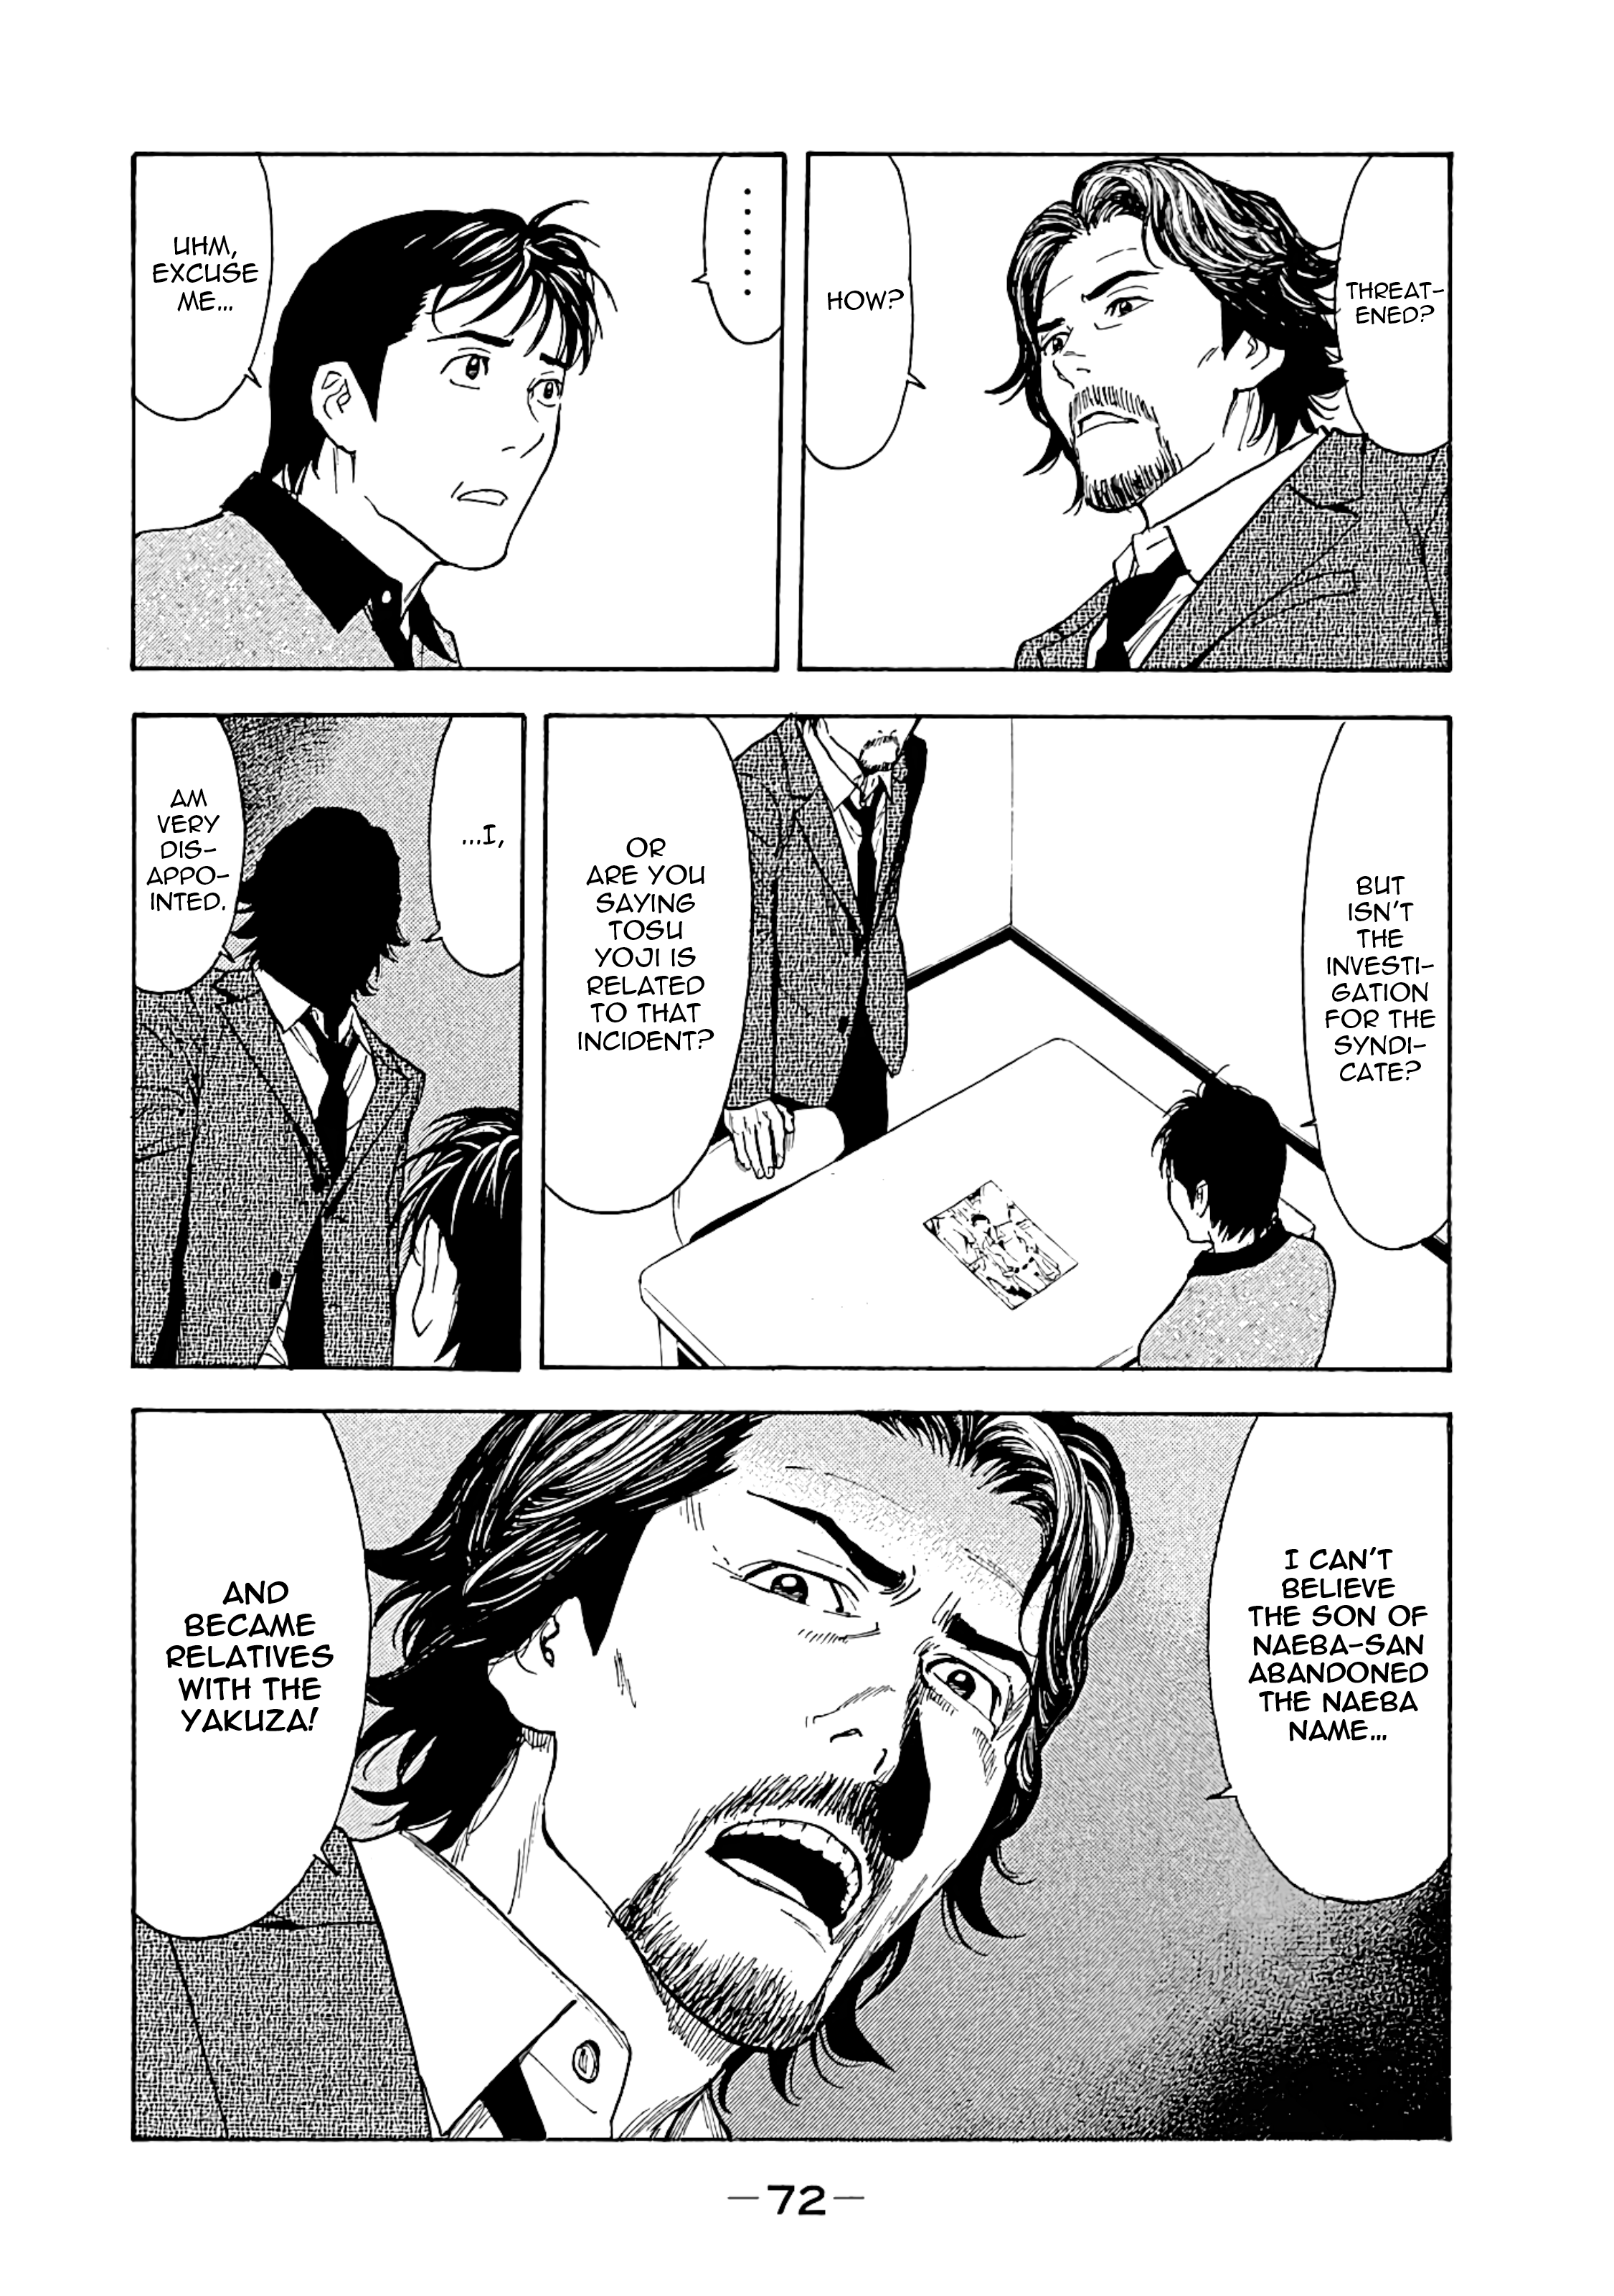 THREAT-
ENED?
HOW?
.......
UHM,
EXCUSE
ME...
BUT
ISN'T
THE
INVESTI-
GATION
FOR THE
SYNDI-
CATE?
OR
ARE YOU
SAYING
TOSU
YOJI IS
RELATED
TO THAT
INCIDENT?
...I,
AM
VERY
DIS-
APPO-
INTED.
I CAN'T
BELIEVE
THE SON OF
NAEBA-SAN
ABANDONED
THE NAEBA
NAME...
AND
BECAME
RELATIVES
WITH THE
YAKUZA!
—72—